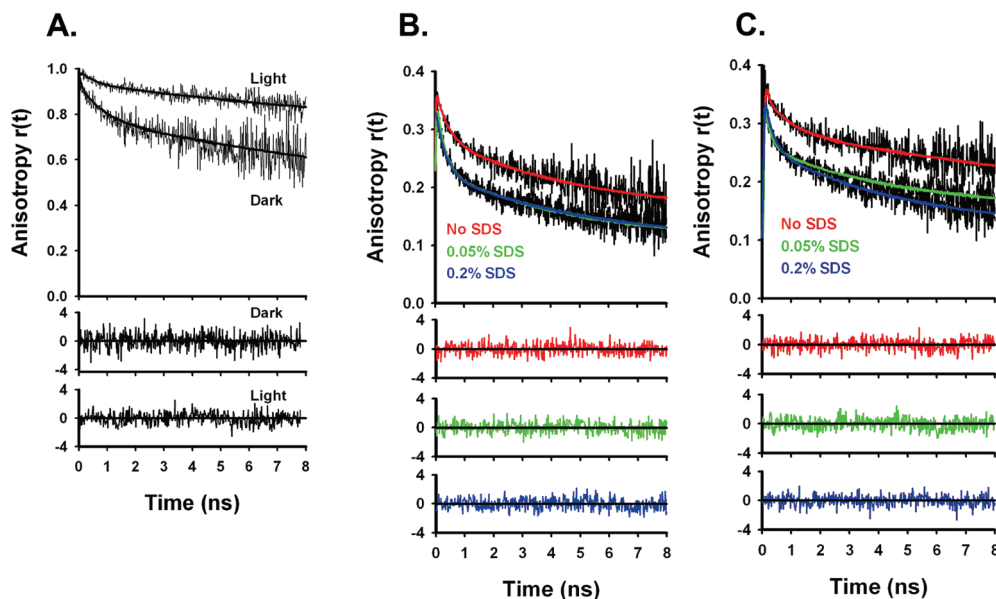 A.
Anisotropy r(t)
1.0
0.8
0.6
0.4
0.2
0.0
Light
Dark
4
0
-4
Dark
4
0
-4
Light
0 1 2 3 4 5 6 7 8
Time (ns)
B.
Anisotropy r(t)
0.4
0.3
0.2
0.1
0.0
No SDS
0.05% SDS
0.2% SDS
4
0
-4
4
0
-4
4
0
-4
0 1 2 3 4 5 6 7 8
Time (ns)
C.
Anisotropy r(t)
0.4
0.3
0.2
0.1
0.0
No SDS
0.05% SDS
0.2% SDS
4
0
-4
4
0
-4
4
0
-4
0 1 2 3 4 5 6 7 8
Time (ns)